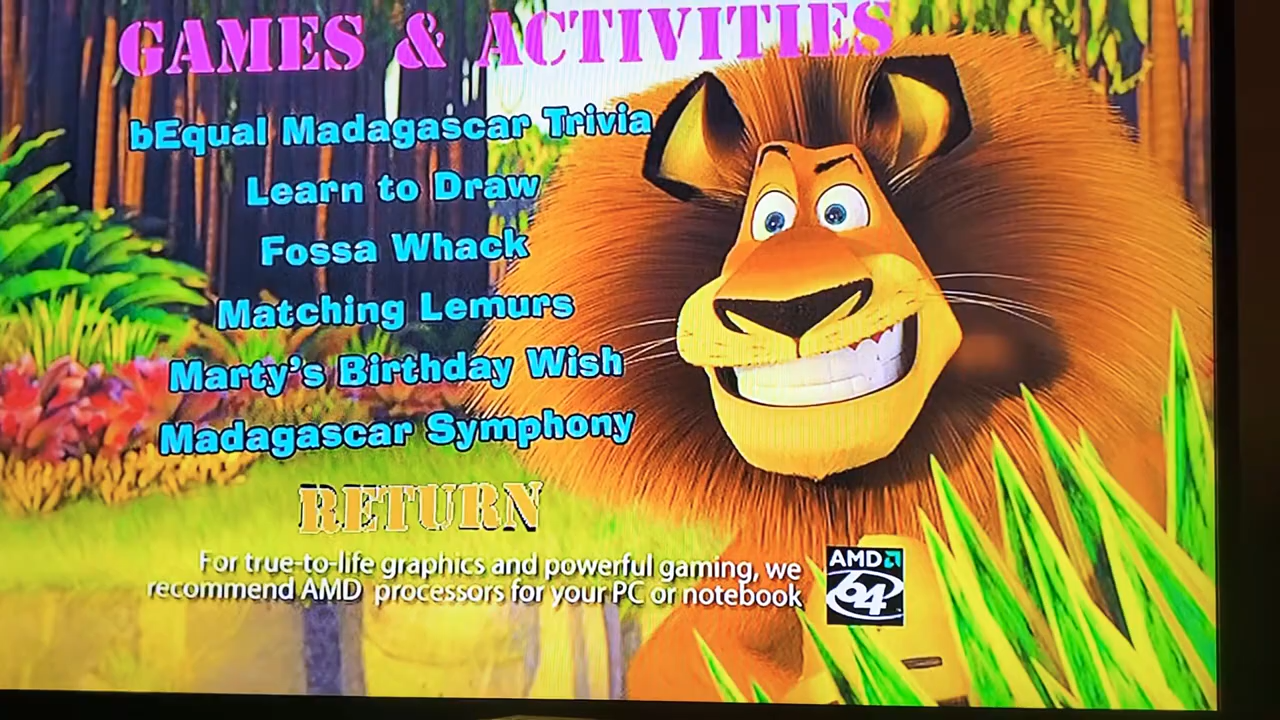 GAMES & ACTIVITIES
bEqual Madagascar Trivia
Learn to Draw
Fossa Whack
Matching Lemurs
Marty's Birthday Wish
Madagascar Symphony
RETURN
For true-to-life graphics and powerful gaming, we
recommend AMD processors for your PC or notebook
AMD
64